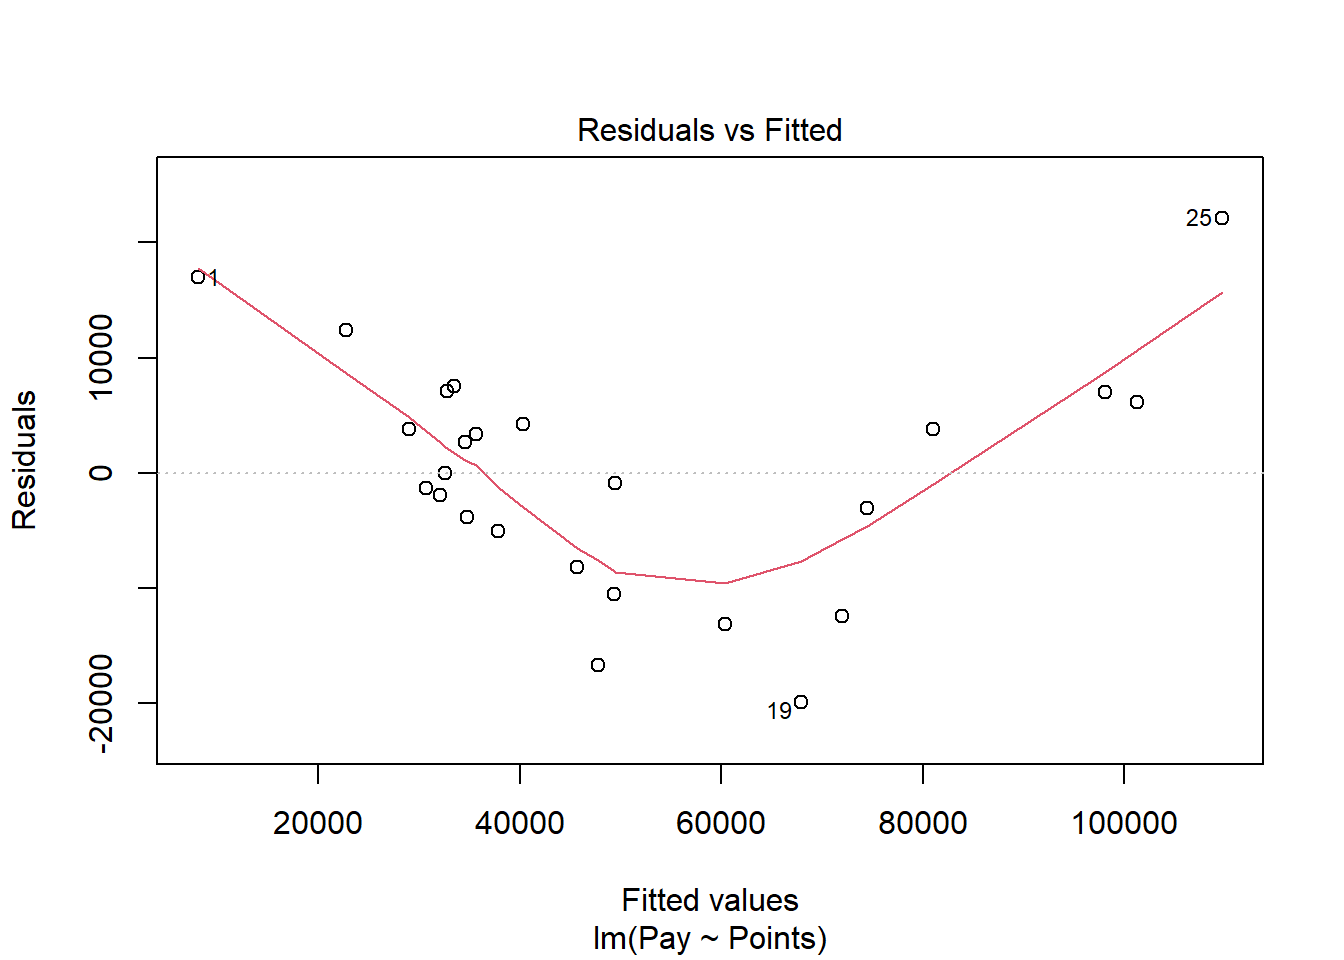 Residuals vs Fitted
Residuals
10000
0
-20000
25
1
19
20000 40000 60000 80000 100000
Fitted values
lm(Pay ~ Points)